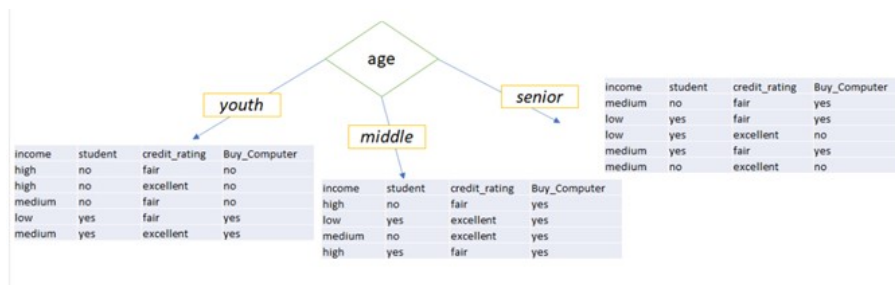 age
youth
middle
senior
income student credit_rating Buy_Computer
high no fair no
high no excellent no
medium no fair no
low yes fair yes
medium yes excellent yes
income student credit_rating Buy_Computer
high no fair yes
low yes excellent yes
medium no excellent yes
high yes fair yes
income student credit_rating Buy_Computer
medium no fair yes
low yes fair yes
low yes excellent no
medium yes fair yes
medium no excellent no